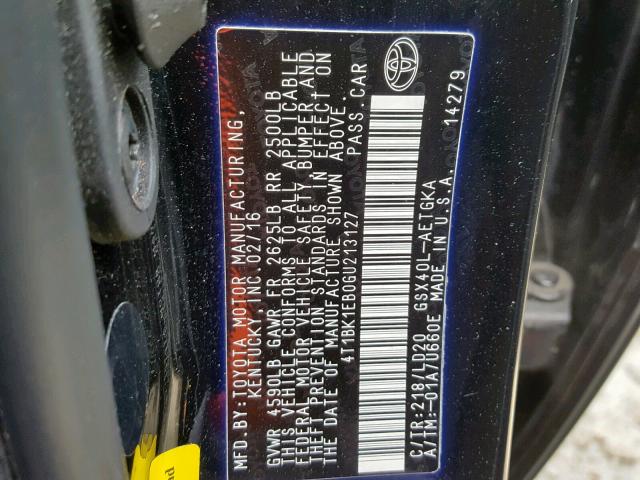 MFD. BY: TOYOTA MOTOR MANUFACTURING,
KENTUCKY, INC. 02/16
GVWR 4590LB GAWR FR 2625LB RR 2500LB
THIS VEHICLE CONFORMS TO ALL APPLICABLE
FEDERAL MOTOR VEHICLE SAFETY, BUMPER AND
THEFT PREVENTION STANDARDS IN EFFECT ON
THE DATE OF MANUFACTURE SHOWN ABOVE.
4T1BK1EB0GU213127 PASS. CAR
C/TR: 218/LD20 GSX40L-AETGKA
A/TM: -01A/U660E MADE IN U.S.A. 14279